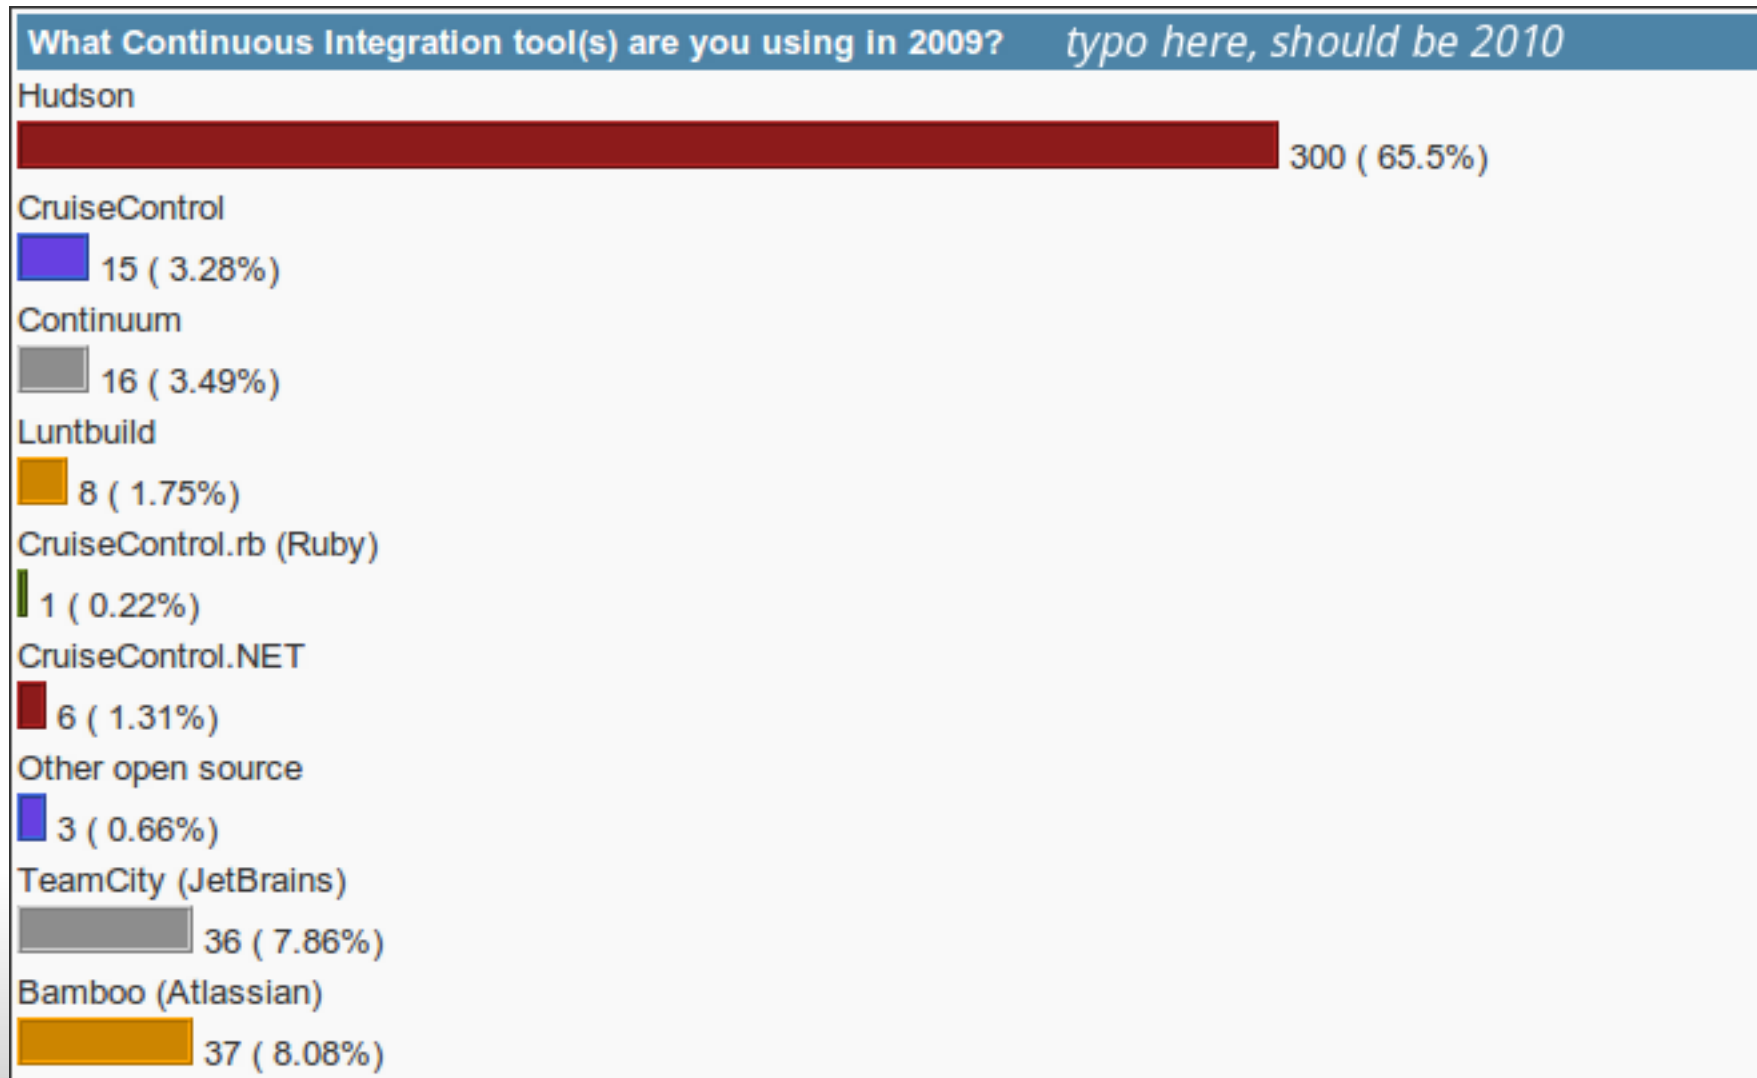 What Continuous Integration tool(s) are you using in 2009? typo here, should be 2010
Hudson
300 ( 65.5%)
CruiseControl
15 ( 3.28%)
Continuum
16 ( 3.49%)
Luntbuild
8 ( 1.75%)
CruiseControl.rb (Ruby)
1 ( 0.22%)
CruiseControl.NET
6 ( 1.31%)
Other open source
3 ( 0.66%)
TeamCity (JetBrains)
36 ( 7.86%)
Bamboo (Atlassian)
37 ( 8.08%)